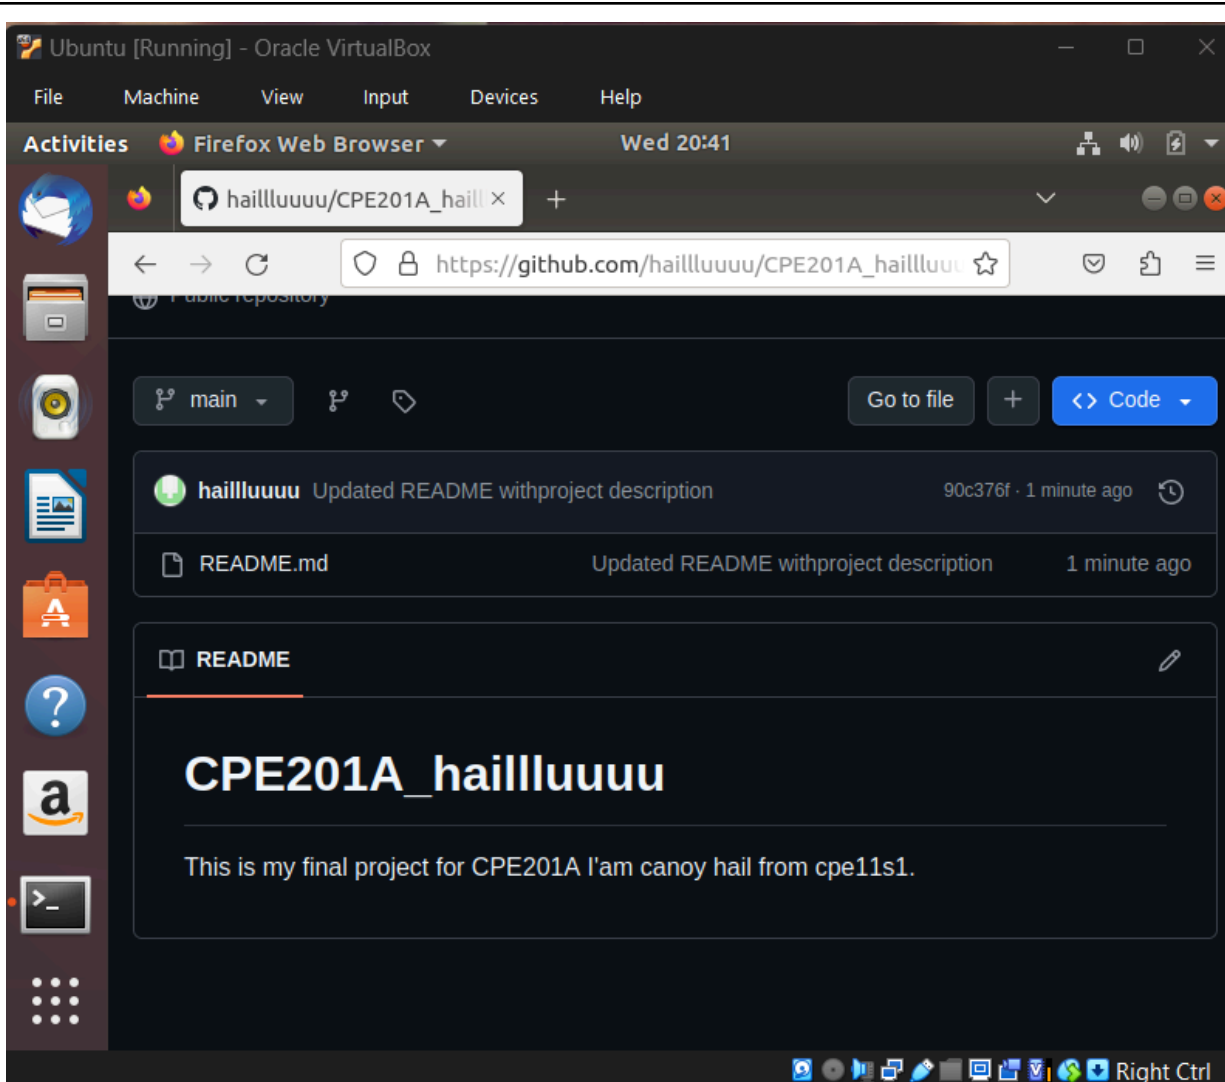 Ubuntu [Running] - Oracle VirtualBox
File Machine View Input Devices Help
Activities Firefox Web Browser Wed 20:41
haillluuuu/CPE201A_haill
https://github.com/haillluuuu/CPE201A_haillluuu
Public repository
main Go to file Code
haillluuuu Updated README withproject description 90c376f · 1 minute ago
README.md Updated README withproject description 1 minute ago
README
CPE201A_haillluuuu
This is my final project for CPE201A I'am canoy hail from cpe11s1.
Right Ctrl